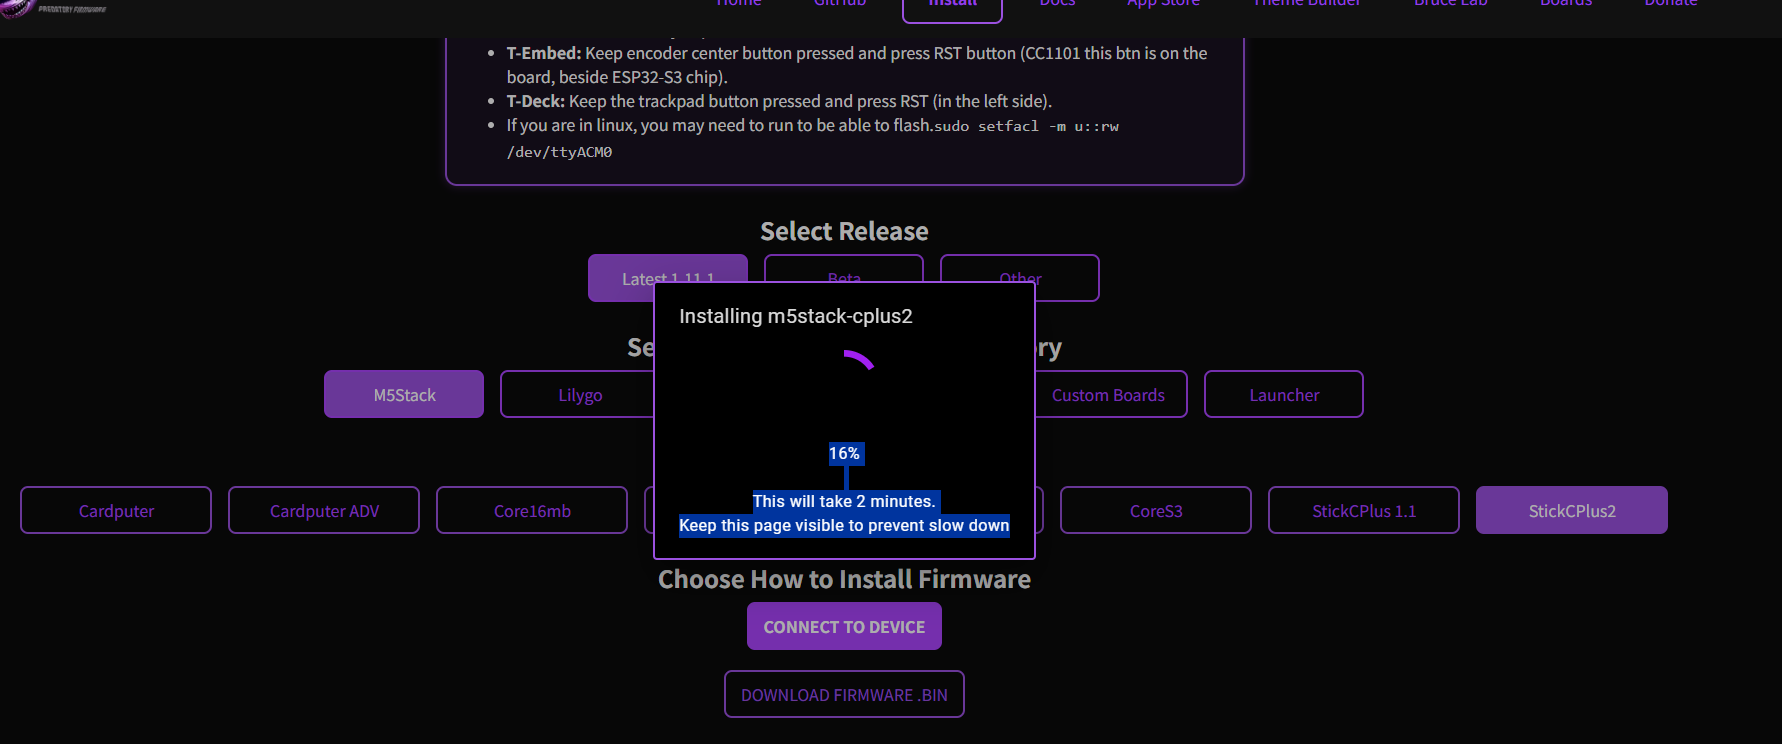 PREDATORY FIRMWARE
Home GitHub Install Docs App Store Theme Builder Bruce Lab Boards Donate
T-Embed: Keep encoder center button pressed and press RST button (CC1101 this btn is on the
board, beside ESP32-S3 chip).
T-Deck: Keep the trackpad button pressed and press RST (in the left side).
If you are in linux, you may need to run to be able to flash.sudo setfacl -m u::rw
/dev/ttyACM0
Select Release
Latest 1.11.1 Beta Other
Installing m5stack-cplus2
Se ry
M5Stack Lilygo Custom Boards Launcher
16%
This will take 2 minutes.
Keep this page visible to prevent slow down
Cardputer Cardputer ADV Core16mb CoreS3 StickCPlus 1.1 StickCPlus2
Choose How to Install Firmware
CONNECT TO DEVICE
DOWNLOAD FIRMWARE .BIN